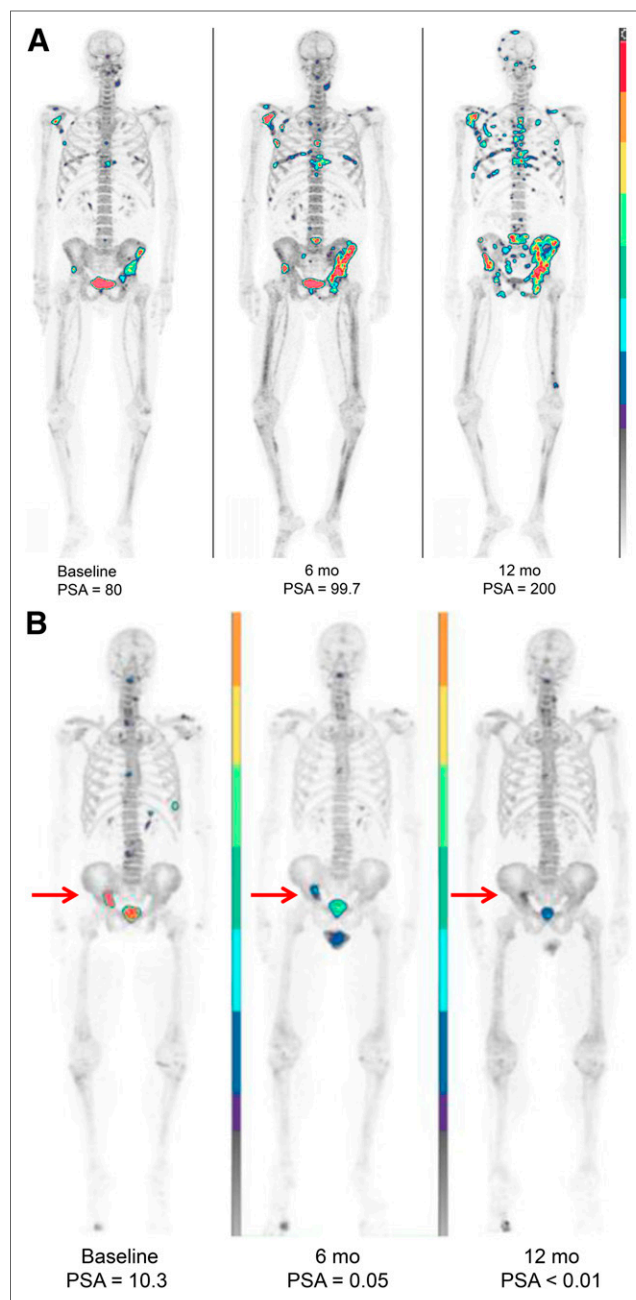 A
Baseline
PSA = 80
6 mo
PSA = 99.7
12 mo
PSA = 200
B
Baseline
PSA = 10.3
6 mo
PSA = 0.05
12 mo
PSA < 0.01